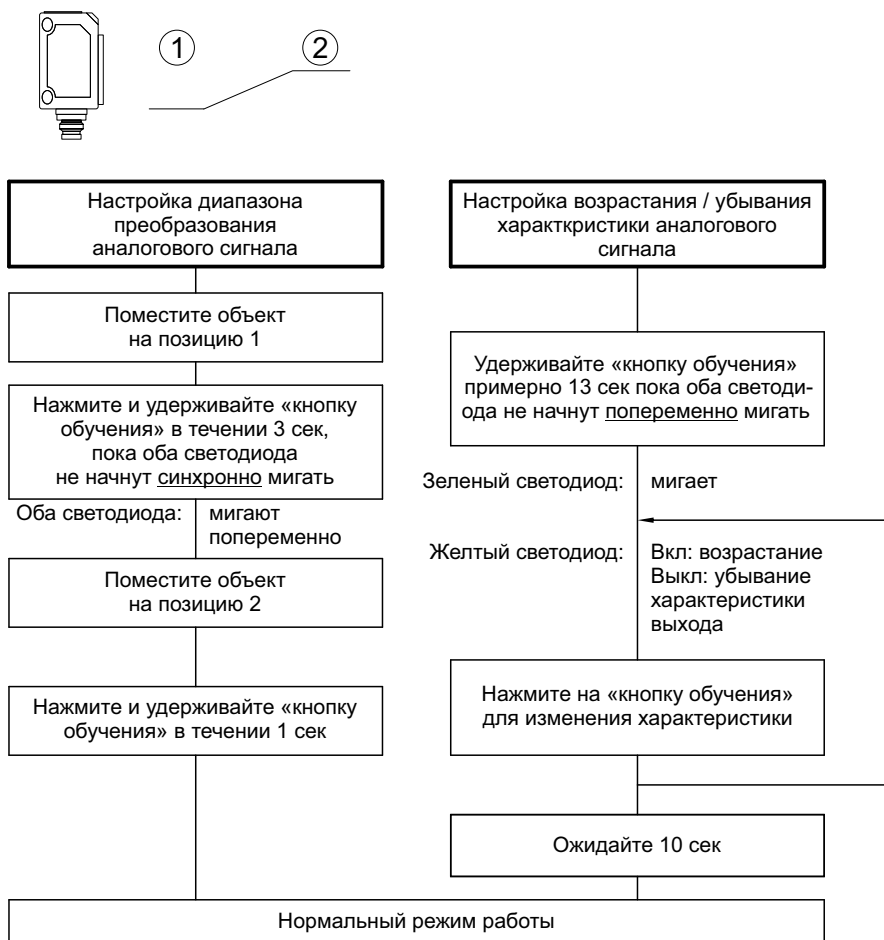 1
2
Настройка диапазона
преобразования
аналогового сигнала
Поместите объект
на позицию 1
Нажмите и удерживайте «кнопку
обучения» в течении 3 сек,
пока оба светодиода
не начнут синхронно мигать
Оба светодиода: мигают
попеременно
Поместите объект
на позицию 2
Нажмите и удерживайте «кнопку
обучения» в течении 1 сек
Настройка возрастания / убывания
характкристики аналогового
сигнала
Удерживайте «кнопку обучения»
примерно 13 сек пока оба светоди-
ода не начнут попеременно мигать
Зеленый светодиод: мигает
Желтый светодиод: Вкл: возрастание
Выкл: убывание
характеристики
выхода
Нажмите на «кнопку обучения»
для изменения характеристики
Ожидайте 10 сек
Нормальный режим работы